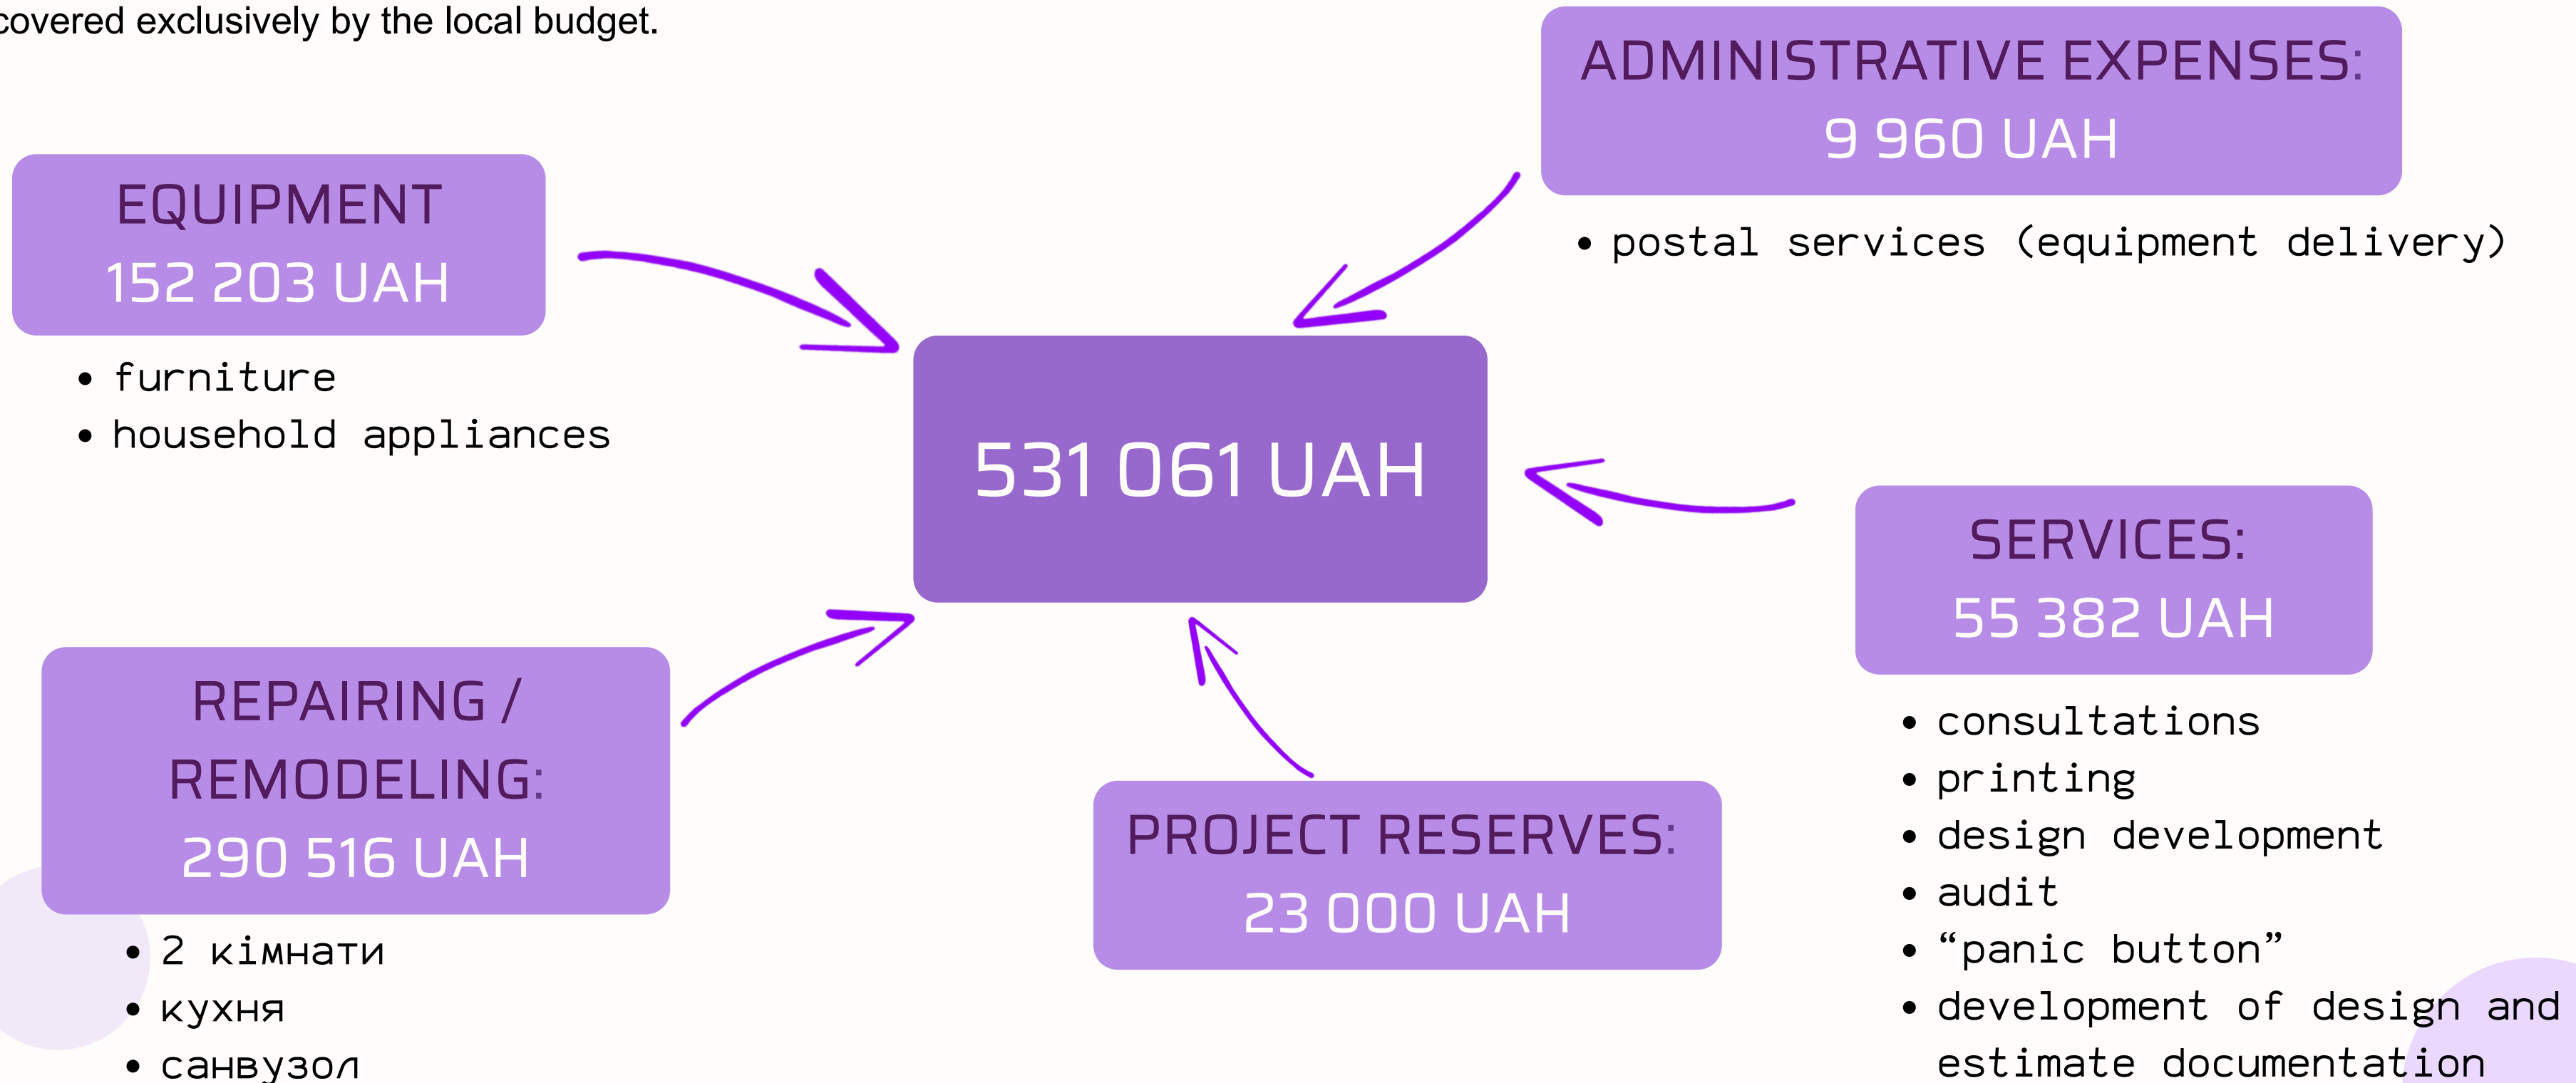 covered exclusively by the local budget.
ADMINISTRATIVE EXPENSES:
9 960 UAH
• postal services (equipment delivery)
EQUIPMENT
152 203 UAH
• furniture
• household appliances
531 061 UAH
SERVICES:
55 382 UAH
• consultations
• printing
• design development
• audit
• “panic button”
• development of design and
estimate documentation
REPAIRING /
REMODELING:
290 516 UAH
• 2 кімнати
• кухня
• санвузол
PROJECT RESERVES:
23 000 UAH